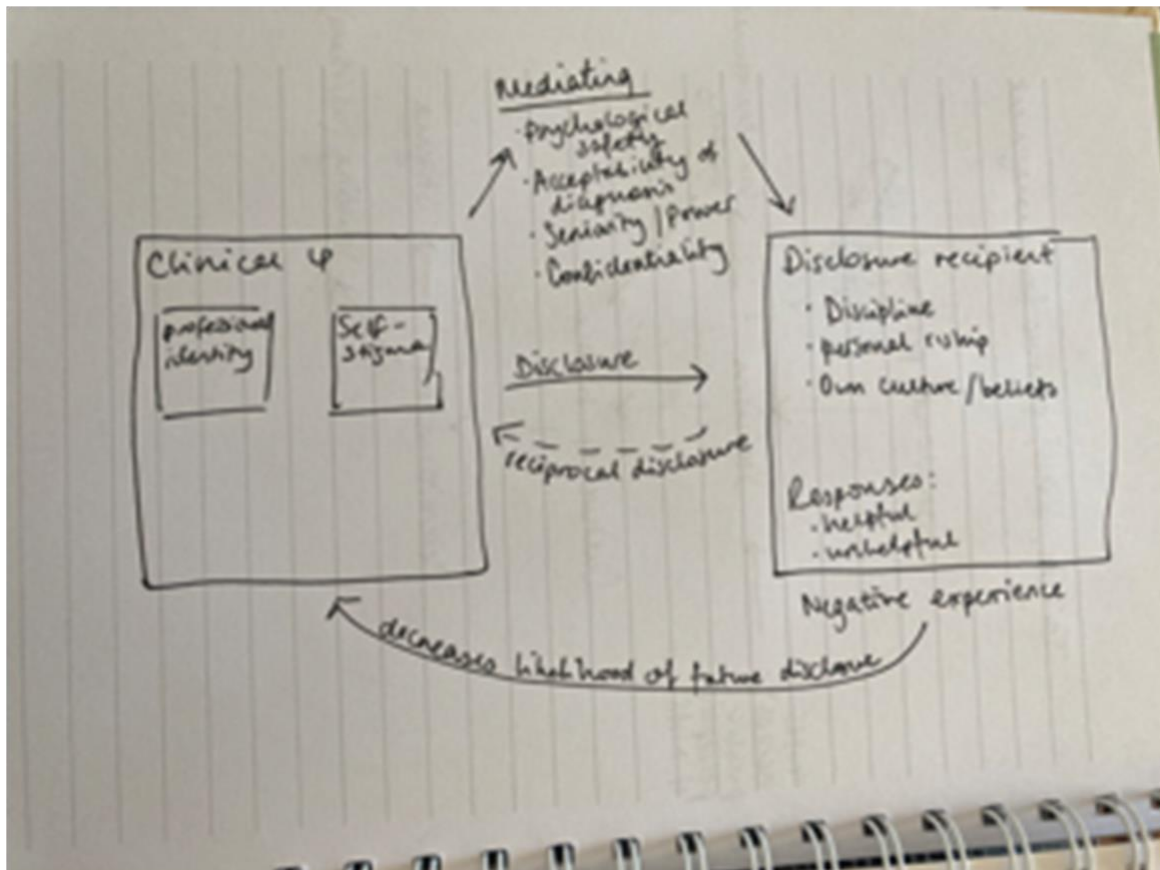 Mediating
· Psychological
safety
· Acceptability of
diagnosis
· Seniority / Power
· Confidentiality
Clinical Ψ
professional
identity
Self-
stigma
Disclosure
reciprocal disclosure
Disclosure recipient
· Discipline
· personal r'ship
· Own culture/beliefs
Responses:
· helpful
· unhelpful
Negative experience
decreases likelihood of future disclosure